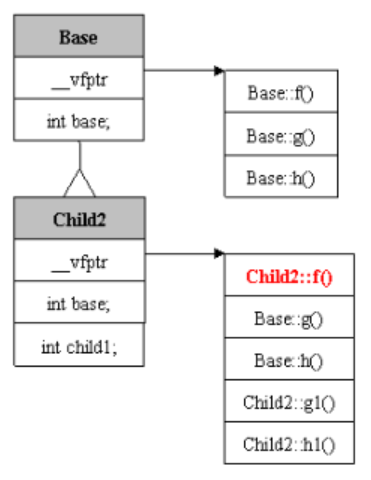 Base
__vfptr
int base;
Base::f()
Base::g()
Base::h()
Child2
__vfptr
int base;
int child1;
Child2::f()
Base::g()
Base::h()
Child2::g1()
Child2::h1()